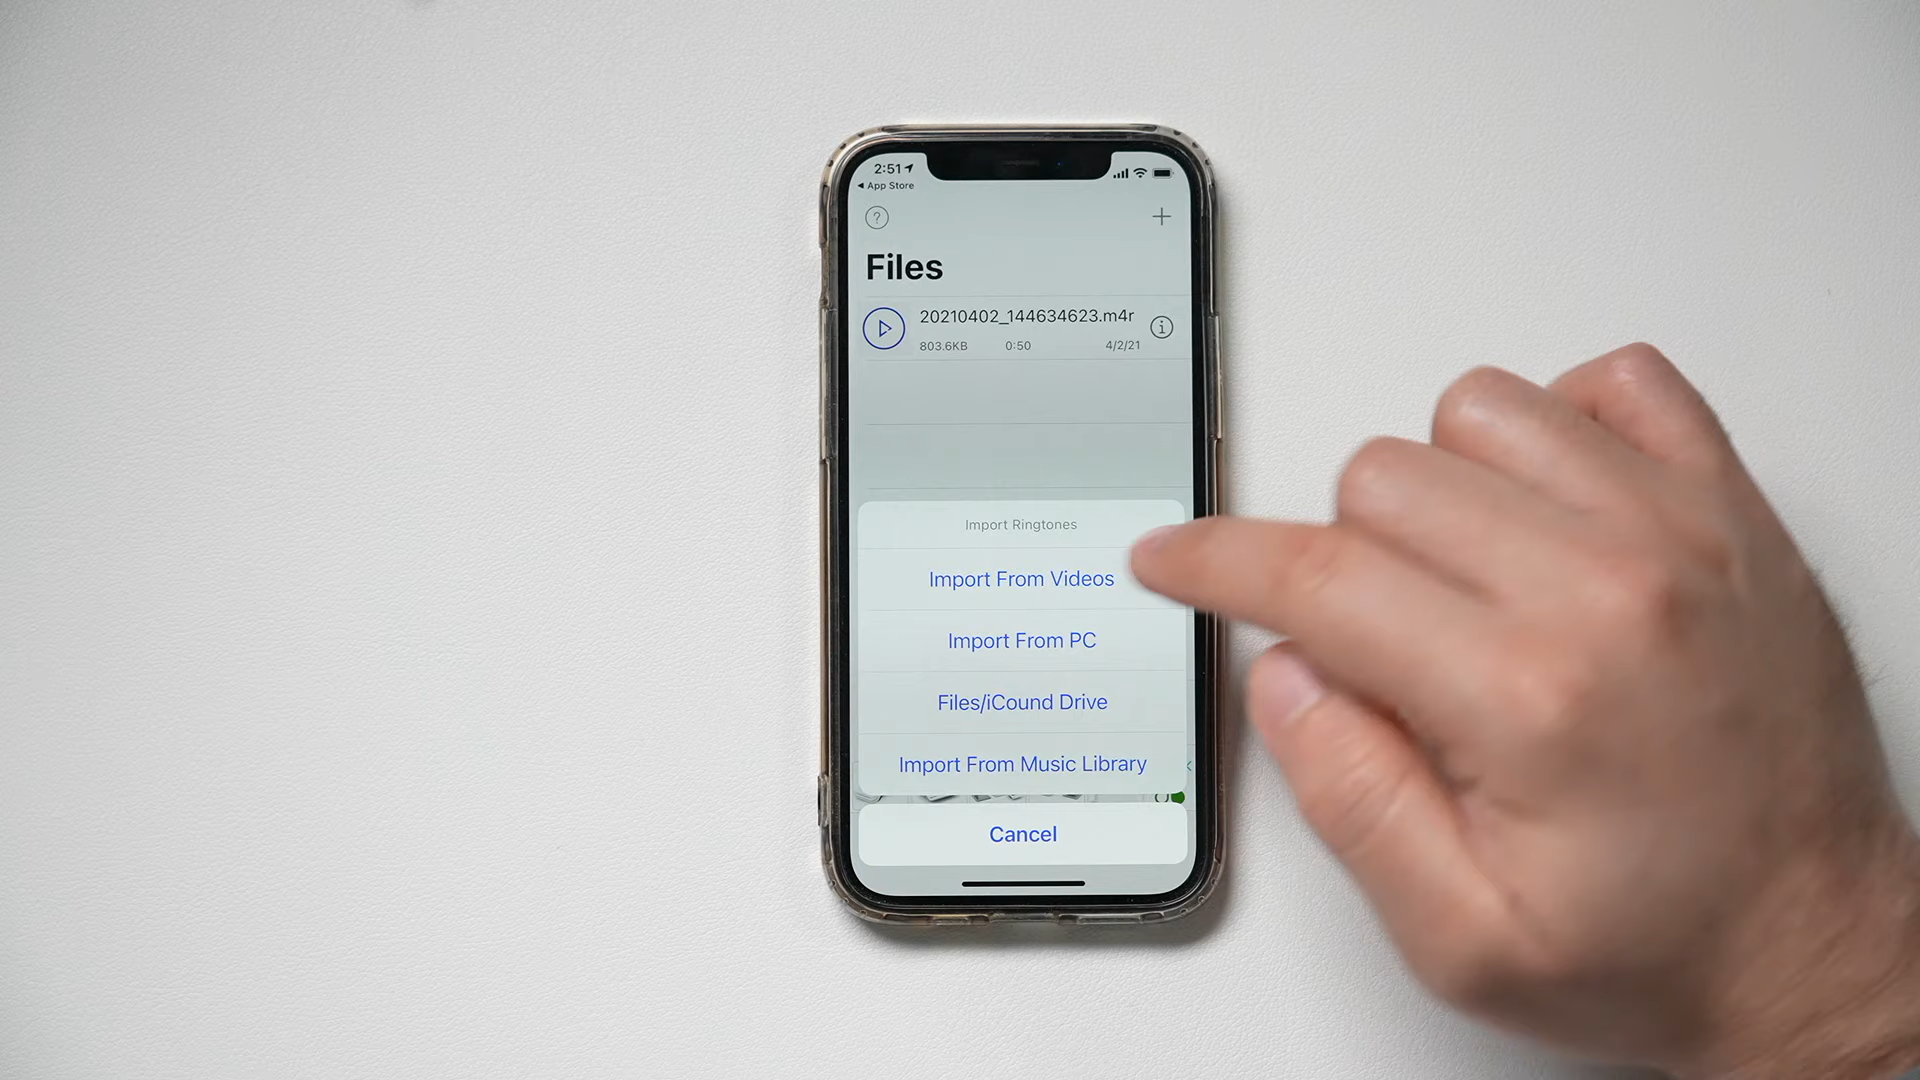 2:51
App Store
?
Files
20210402_144634623.m4r
803.6KB 0:50 4/2/21
Import Ringtones
Import From Videos
Import From PC
Files/iCound Drive
Import From Music Library
Cancel